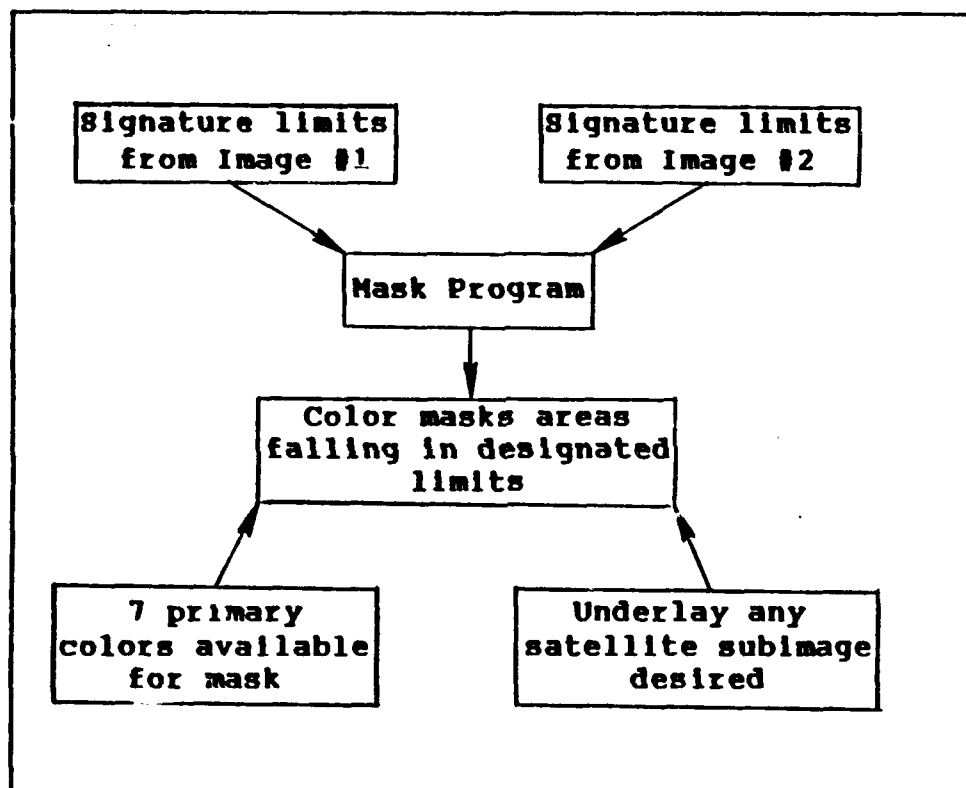 Signature limits
from Image #1
Signature limits
from Image #2
Mask Program
Color masks areas
falling in designated
limits
7 primary
colors available
for mask
Underlay any
satellite subimage
desired